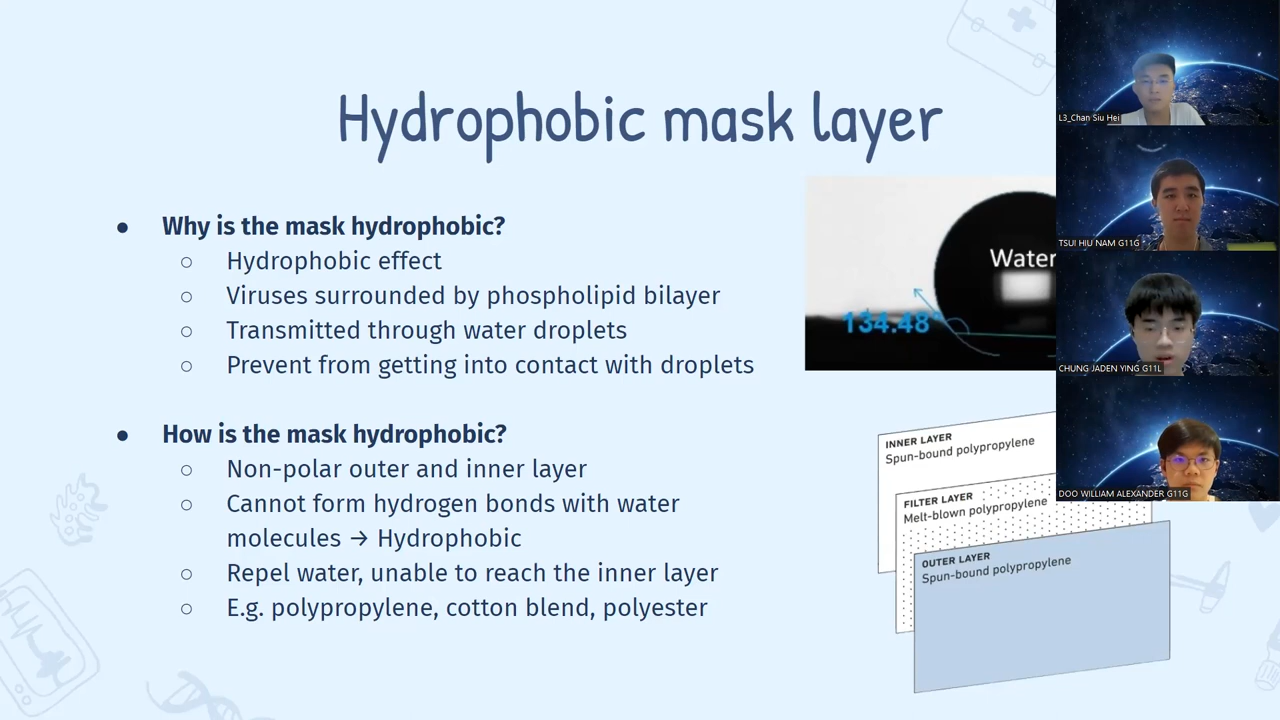 Hydrophobic mask layer
● Why is the mask hydrophobic?
○ Hydrophobic effect
○ Viruses surrounded by phospholipid bilayer
○ Transmitted through water droplets
○ Prevent from getting into contact with droplets
● How is the mask hydrophobic?
○ Non-polar outer and inner layer
○ Cannot form hydrogen bonds with water
molecules → Hydrophobic
○ Repel water, unable to reach the inner layer
○ E.g. polypropylene, cotton blend, polyester
Water
134.48°
INNER LAYER
Spun-bound polypropylene
FILTER LAYER
Melt-blown polypropylene
OUTER LAYER
Spun-bound polypropylene
L3_Chan Siu Hei
TSUI HIU NAM G11G
CHUNG JADEN YING G11L
DOO WILLIAM ALEXANDER G11G